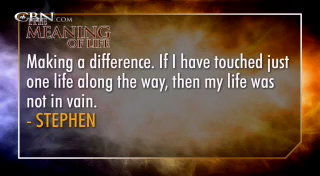 CBN.COM
THE
MEANING
OF LIFE
Making a difference. If I have touched just
one life along the way, then my life was
not in vain.
- STEPHEN